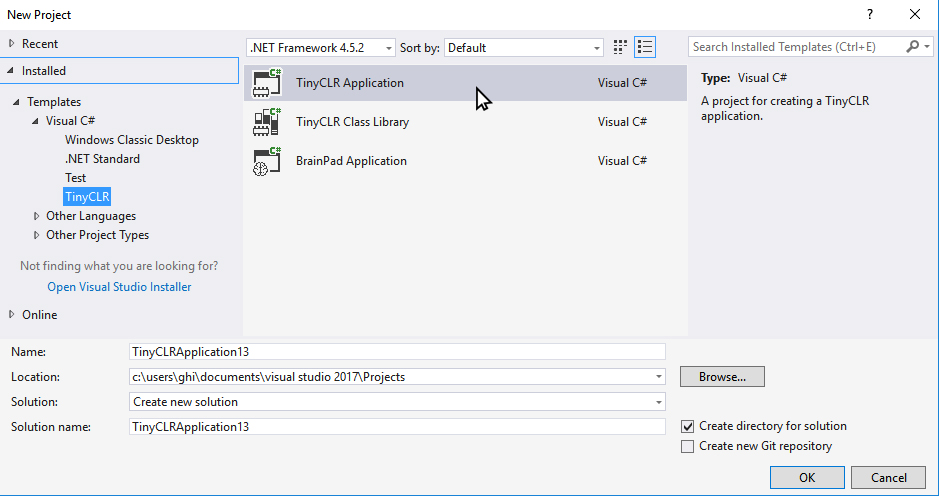 New Project
?
Recent
Installed
Templates
Visual C#
Windows Classic Desktop
.NET Standard
Test
TinyCLR
Other Languages
Other Project Types
Not finding what you are looking for?
Open Visual Studio Installer
Online
.NET Framework 4.5.2 Sort by: Default
C# TinyCLR Application Visual C#
C# TinyCLR Class Library Visual C#
C# BrainPad Application Visual C#
Search Installed Templates (Ctrl+E)
Type: Visual C#
A project for creating a TinyCLR
application.
Name: TinyCLRApplication13
Location: c:\users\ghi\documents\visual studio 2017\Projects Browse...
Solution: Create new solution
Solution name: TinyCLRApplication13
Create directory for solution
Create new Git repository
OK Cancel